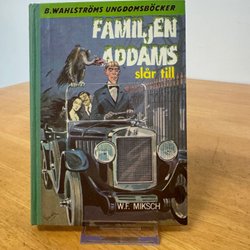 B. WAHLSTRÖMS UNGDOMSBÖCKER
FAMILJEN
ADDAMS
slår till
W.F. MIKSCH